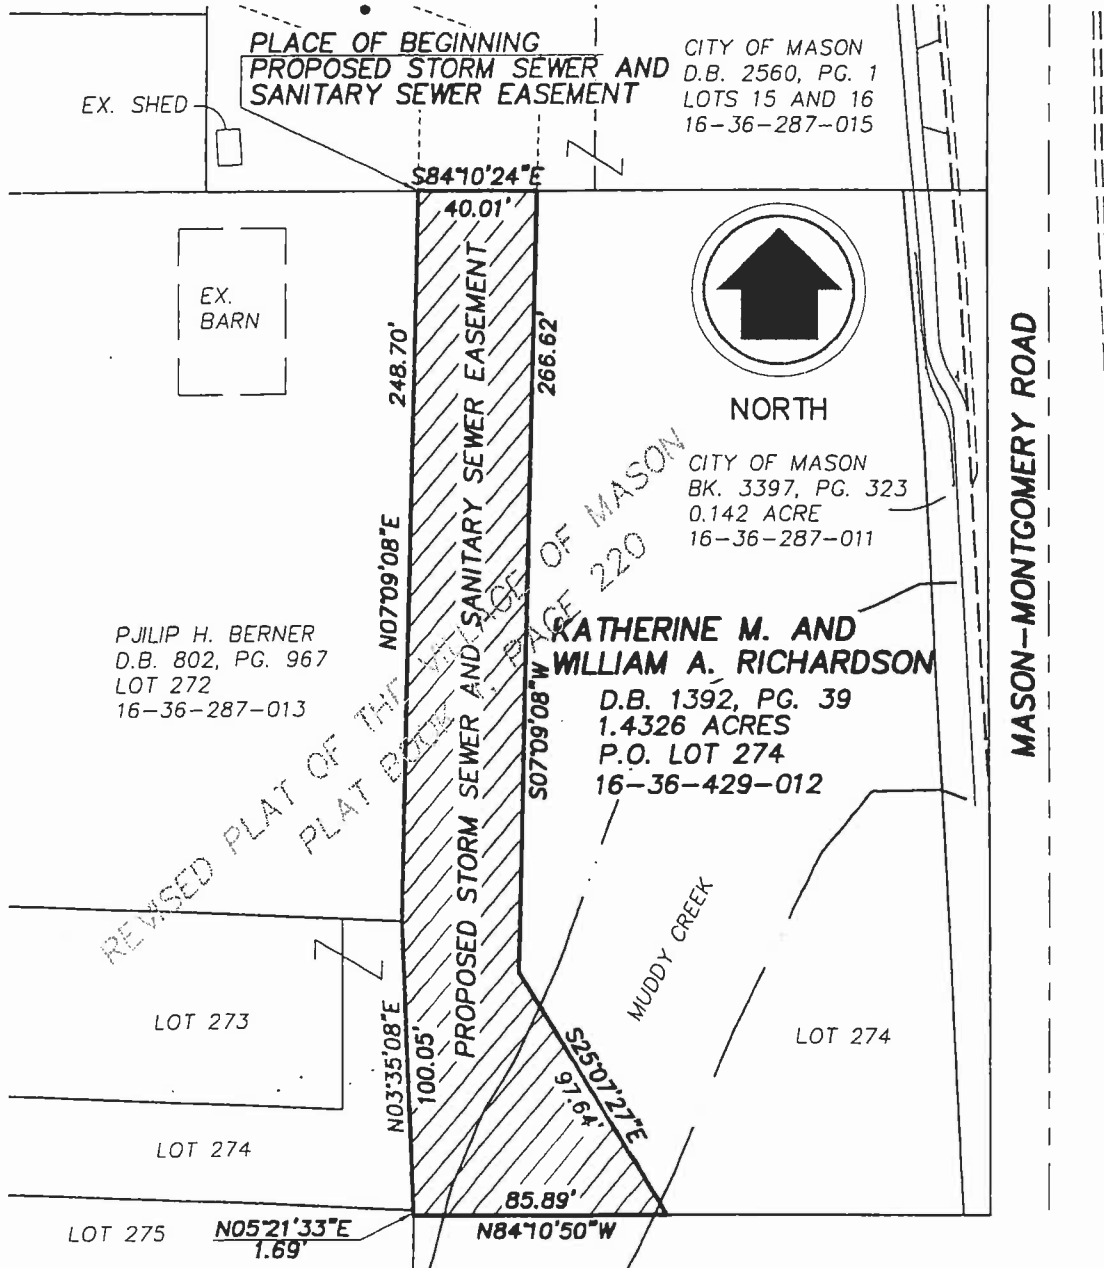 PLACE OF BEGINNING
PROPOSED STORM SEWER AND
SANITARY SEWER EASEMENT
CITY OF MASON
D.B. 2560, PG. 1
LOTS 15 AND 16
16-36-287-015
EX. SHED
S84°10'24"E
40.01'
EX.
BARN
248.70'
266.62'
NORTH
MASON-MONTGOMERY ROAD
CITY OF MASON
BK. 3397, PG. 323
0.142 ACRE
16-36-287-011
N07°09'08"E
S07°09'08"W
PROPOSED STORM SEWER AND SANITARY SEWER EASEMENT
REVISED PLAT OF THE VILLAGE OF MASON
PLAT BOOK 1, PAGE 220
PJILIP H. BERNER
D.B. 802, PG. 967
LOT 272
16-36-287-013
KATHERINE M. AND
WILLIAM A. RICHARDSON
D.B. 1392, PG. 39
1.4326 ACRES
P.O. LOT 274
16-36-429-012
MUDDY CREEK
LOT 273
N03°35'08"E
100.05'
S25°07'27"E
97.64'
LOT 274
LOT 274
LOT 275
N05°21'33"E
1.69'
85.89'
N84°10'50"W